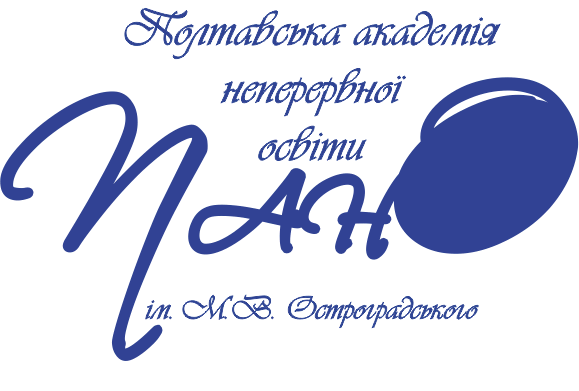 Полтавська академія
неперервної
освіти
ПАНО
ім. М.В. Остроградського